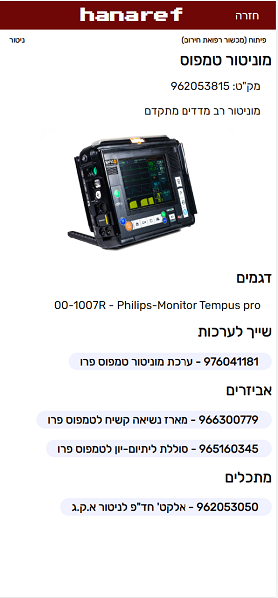 חזרה
hanaref
פיתוח (מכשור רפואת חירום)
ניטור
מוניטור טמפוס
מק"ט: 962053815
מוניטור רב מדדים מתקדם
דגמים
00-1007R - Philips-Monitor Tempus pro
שייך לערכות
976041181 - ערכת מוניטור טמפוס פרו
אביזרים
966300779 - מארז נשיאה קשיח לטמפוס פרו
965160345 - סוללת ליתיום-יון לטמפוס פרו
מתכלים
962053050 - אלקט' חד"פ לניטור א.ק.ג